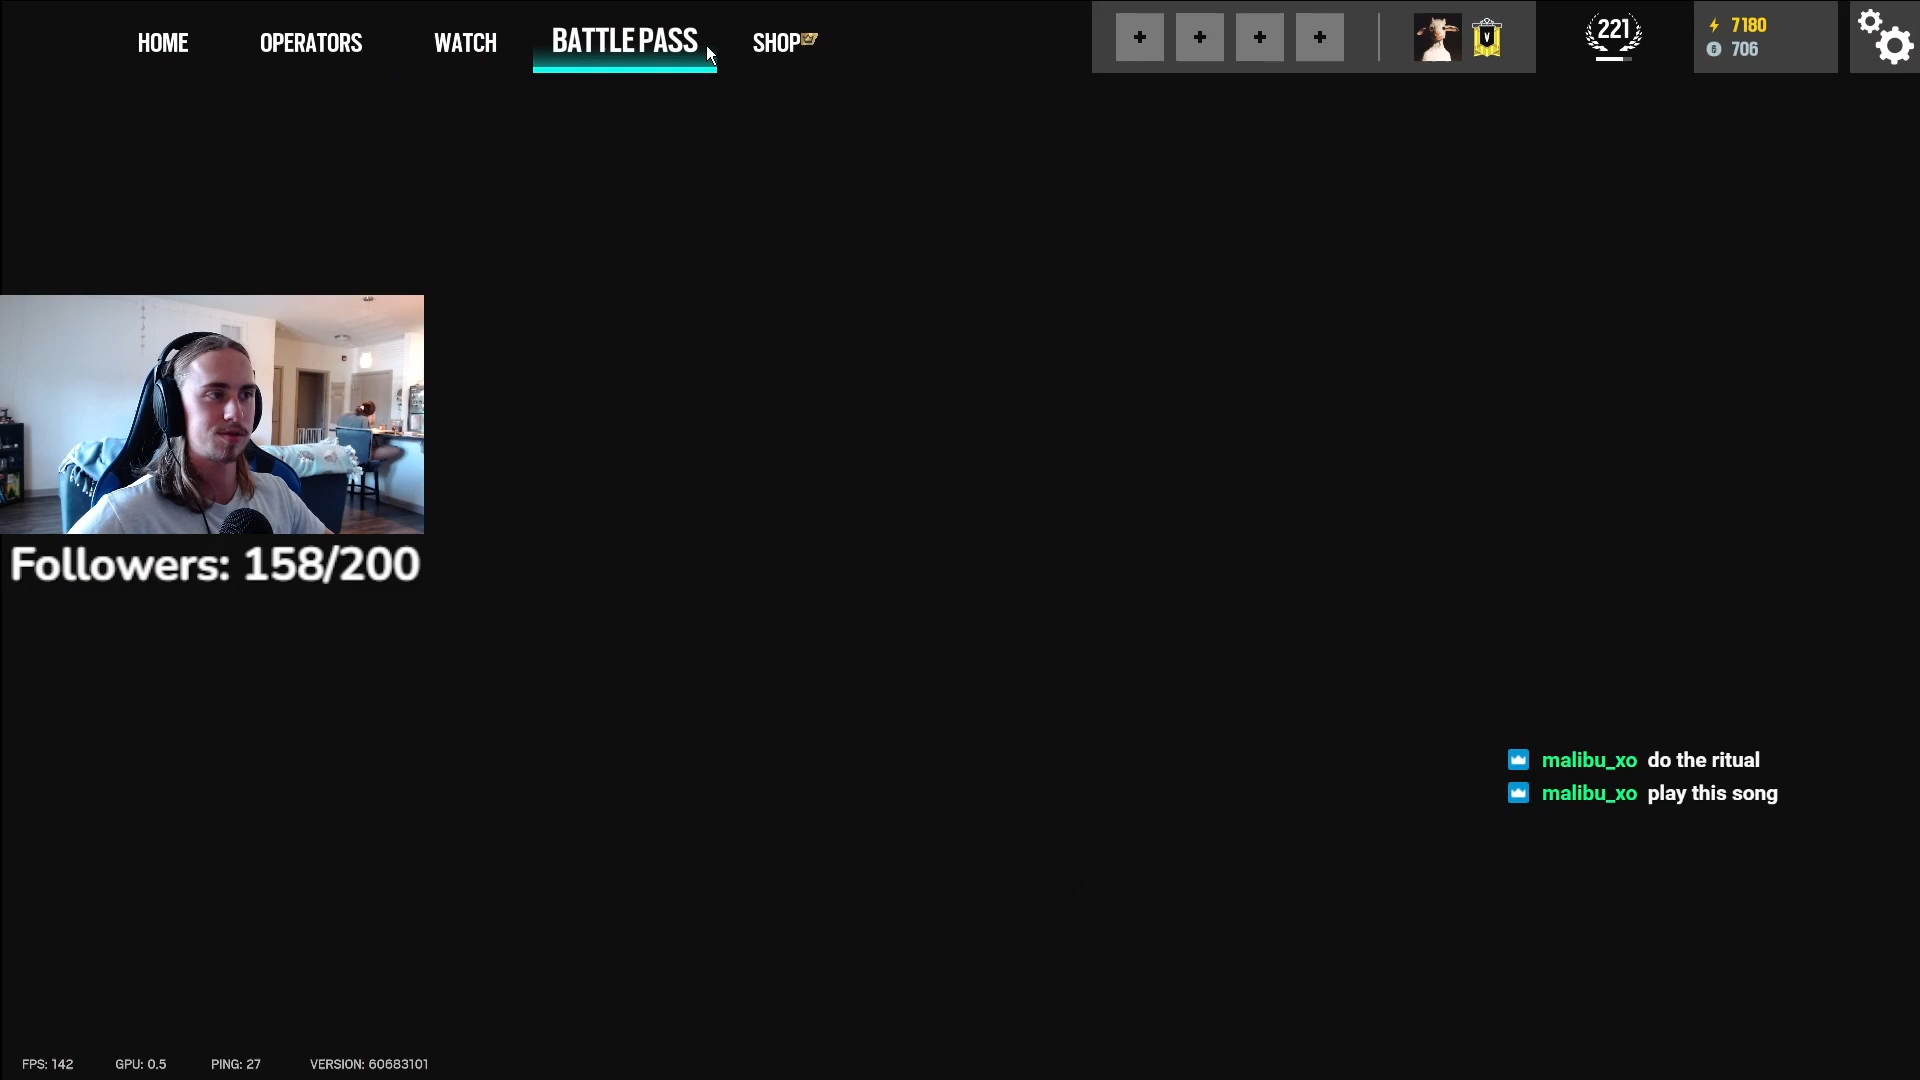 HOME
OPERATORS
WATCH
BATTLE PASS
SHOP
221
7180
706
Followers: 158/200
malibu_xo do the ritual
malibu_xo play this song
FPS: 142
GPU: 0.5
PING: 27
VERSION: 60683101